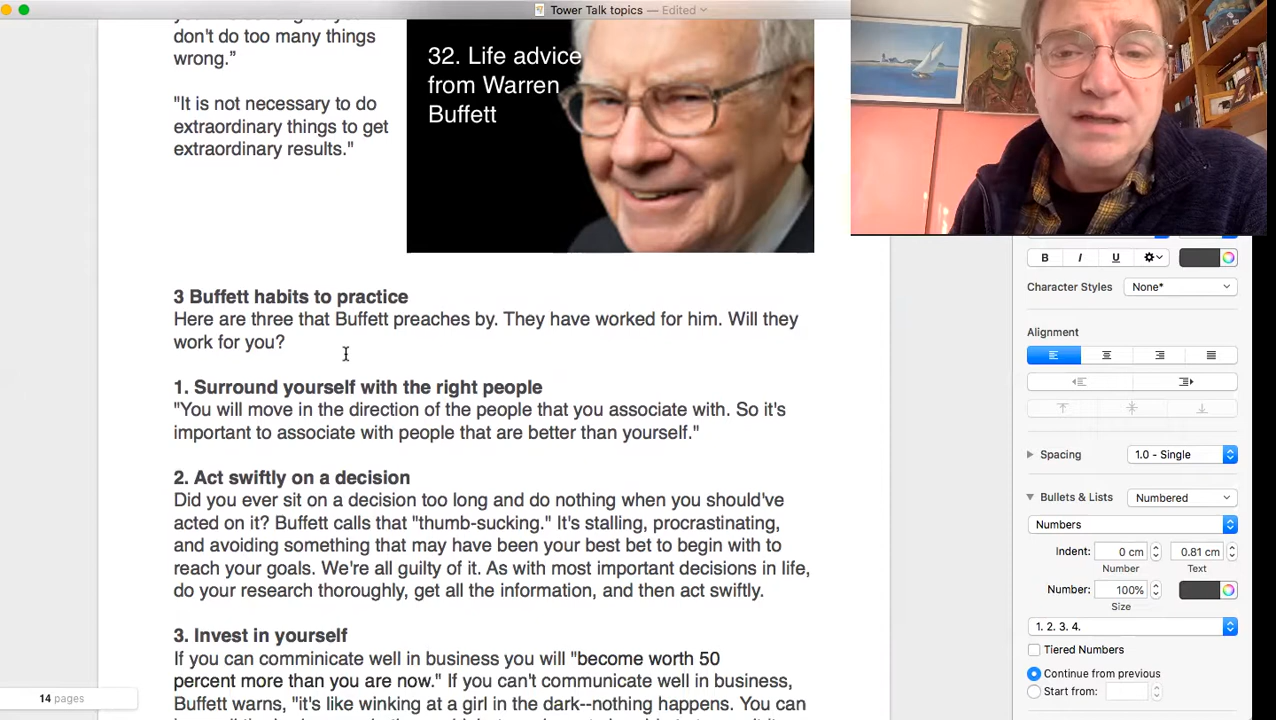 Tower Talk topics — Edited
don't do too many things
wrong.”
"It is not necessary to do
extraordinary things to get
extraordinary results."
32. Life advice
from Warren
Buffett
3 Buffett habits to practice
Here are three that Buffett preaches by. They have worked for him. Will they
work for you?
1. Surround yourself with the right people
"You will move in the direction of the people that you associate with. So it's
important to associate with people that are better than yourself."
2. Act swiftly on a decision
Did you ever sit on a decision too long and do nothing when you should've
acted on it? Buffett calls that "thumb-sucking." It's stalling, procrastinating,
and avoiding something that may have been your best bet to begin with to
reach your goals. We're all guilty of it. As with most important decisions in life,
do your research thoroughly, get all the information, and then act swiftly.
3. Invest in yourself
If you can comminicate well in business you will "become worth 50
percent more than you are now." If you can't communicate well in business,
Buffett warns, "it's like winking at a girl in the dark--nothing happens. You can
14 pages
B I U
Character Styles None*
Alignment
Spacing 1.0 - Single
Bullets & Lists Numbered
Numbers
Indent: 0 cm 0.81 cm
Number Text
Number: 100%
Size
1. 2. 3. 4.
Tiered Numbers
Continue from previous
Start from: